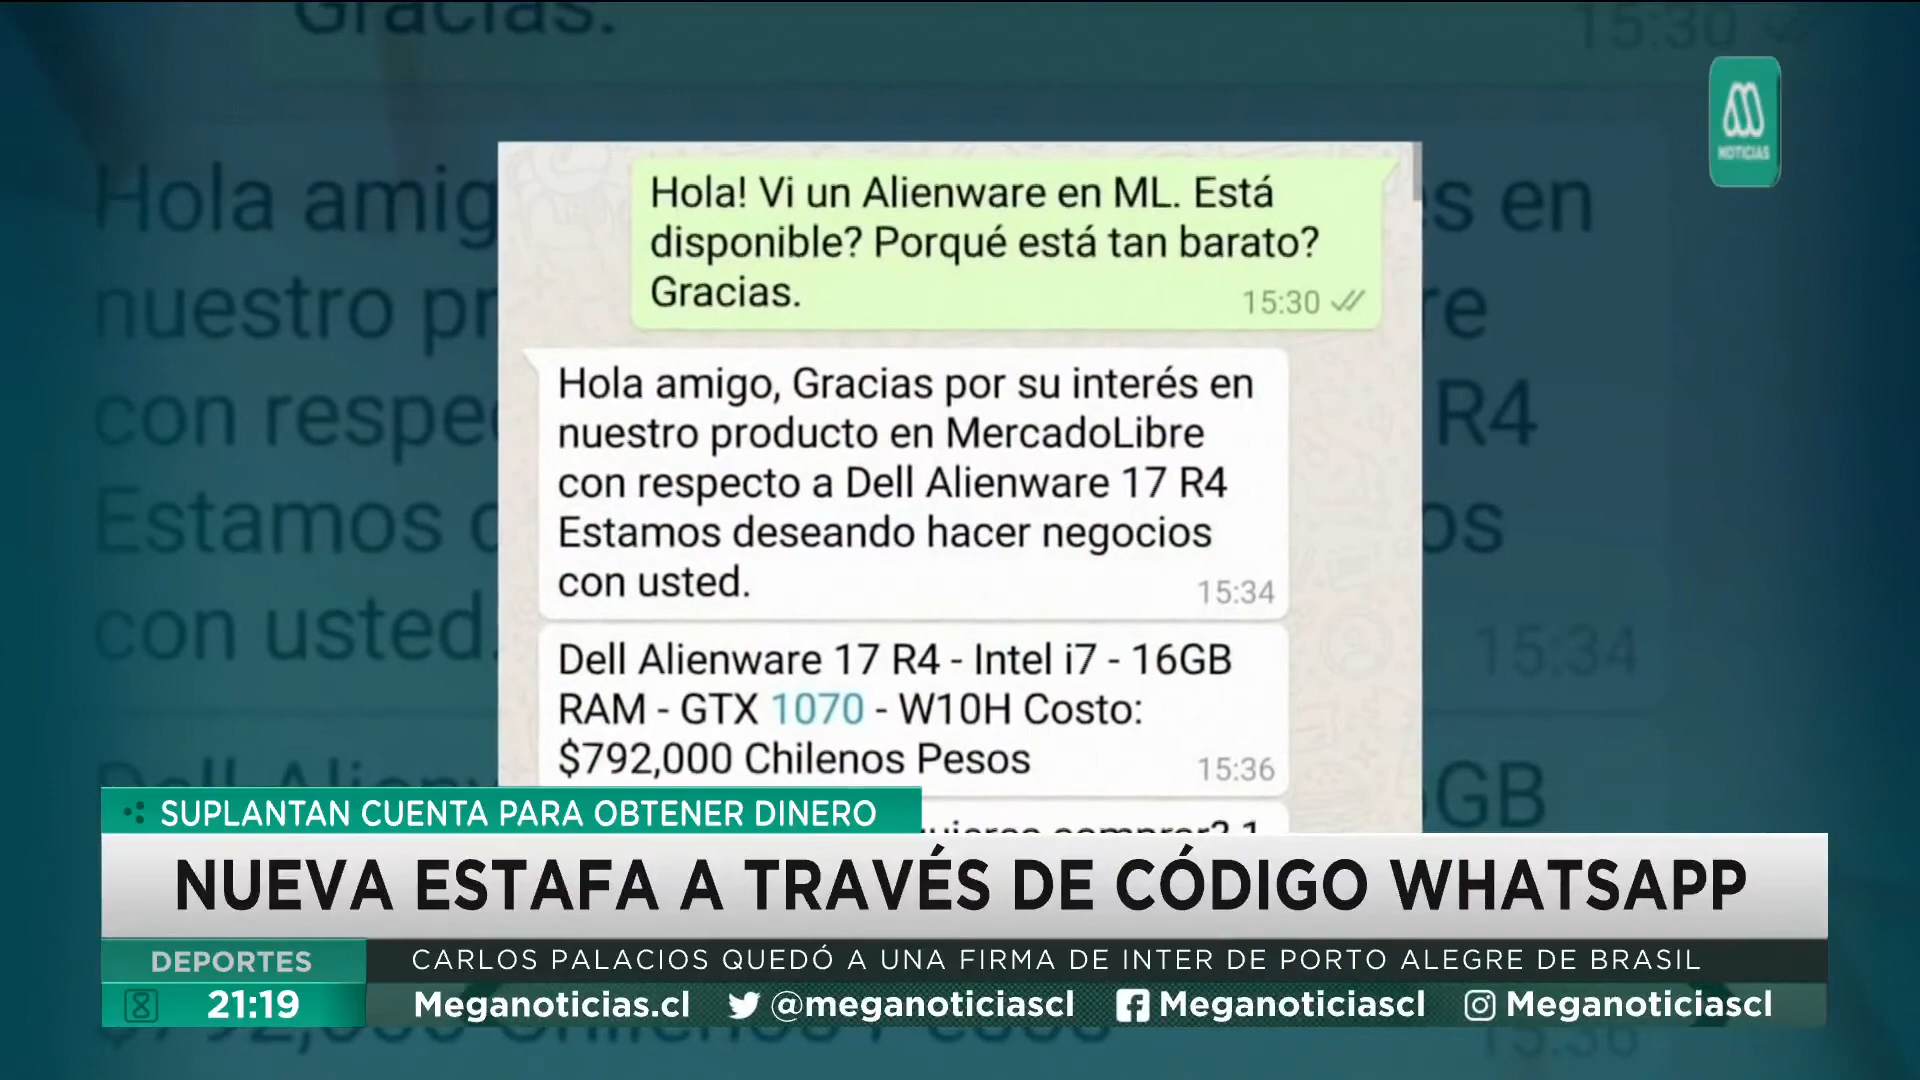 Gracias.
15:30
NOTICIAS
Hola! Vi un Alienware en ML. Está
disponible? Porqué está tan barato?
Gracias.
15:30
Hola amigo, Gracias por su interés en
nuestro producto en MercadoLibre
con respecto a Dell Alienware 17 R4
Estamos deseando hacer negocios
con usted.
15:34
Dell Alienware 17 R4 - Intel i7 - 16GB
RAM - GTX 1070 - W10H Costo:
$792,000 Chilenos Pesos
15:36
SUPLANTAN CUENTA PARA OBTENER DINERO
NUEVA ESTAFA A TRAVÉS DE CÓDIGO WHATSAPP
DEPORTES
CARLOS PALACIOS QUEDÓ A UNA FIRMA DE INTER DE PORTO ALEGRE DE BRASIL
21:19
Meganoticias.cl @meganoticiascl Meganoticiascl Meganoticiascl